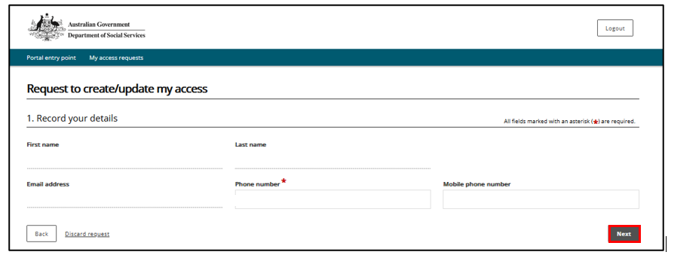 Australian Government
Department of Social Services
Logout
Portal entry point My access requests
Request to create/update my access
1. Record your details
All fields marked with an asterisk (★) are required.
First name Last name
Email address Phone number ★ Mobile phone number
Back Discard request Next